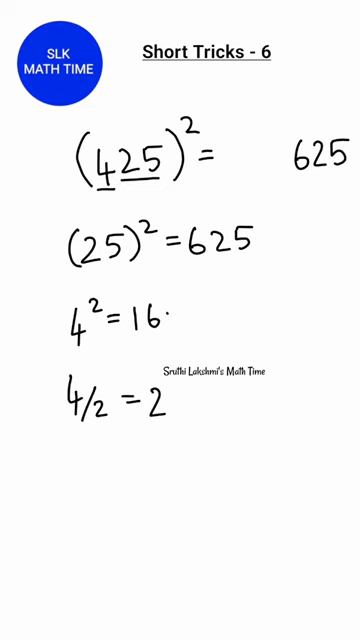 SLK
MATH TIME
Short Tricks - 6
(425)² = 625
(25)² = 625
4² = 16.
Sruthi Lakshmi's Math Time
4/2 = 2